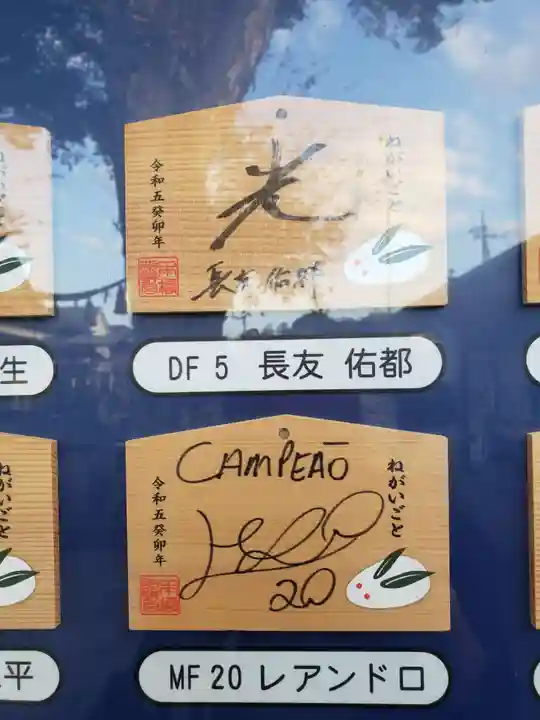 ねがいごと
光
令和五癸卯年
長友佑都
生
DF 5 長友 佑都
CAMPEÃO
ねがいごと
令和五癸卯年
20
平
MF 20 レアンドロ